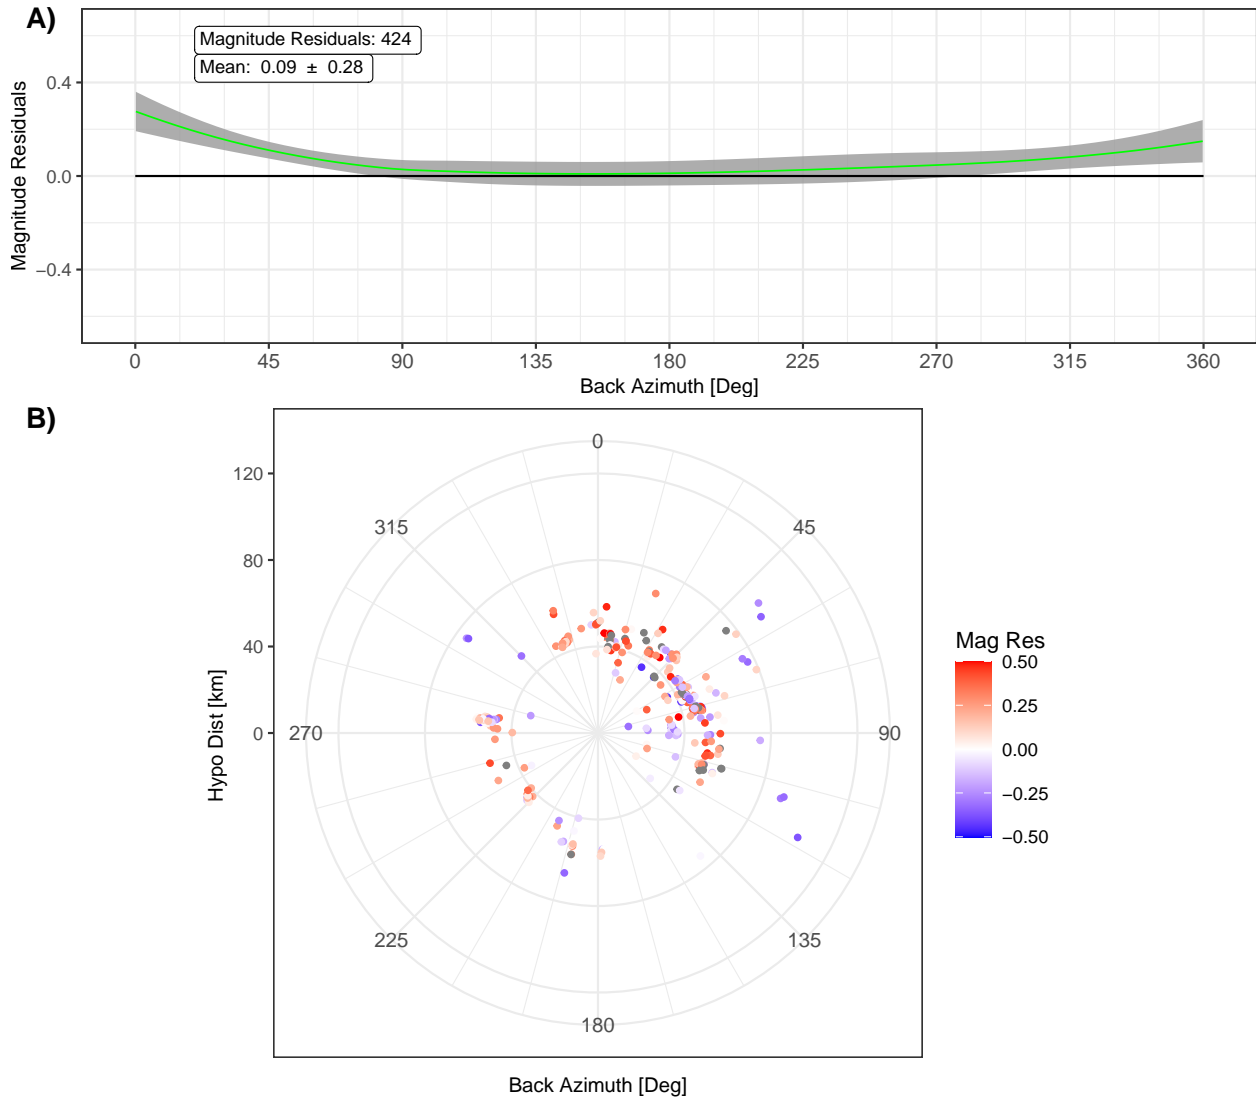 A)
Magnitude Residuals: 424
Mean:  0.09  ±  0.28
0.4
0.0
−0.4
Magnitude Residuals
0 45 90 135 180 225 270 315 360
Back Azimuth [Deg]
B)
0
45
90
135
180
225
270
315
120
80
40
0
Hypo Dist [km]
Back Azimuth [Deg]
Mag Res
0.50
0.25
0.00
−0.25
−0.50